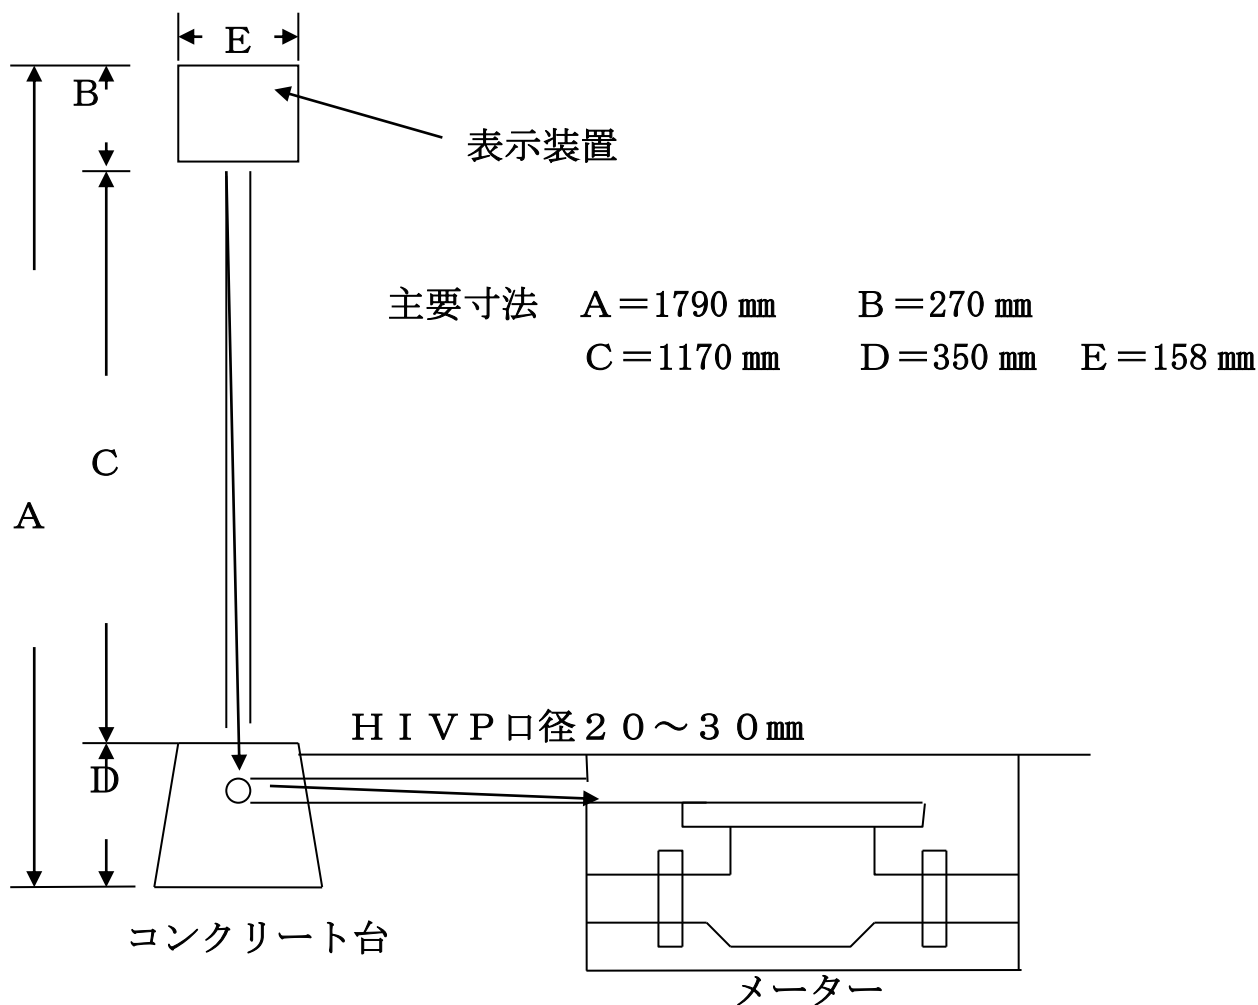 E
B
表示装置
主要寸法 A＝1790 ㎜ B＝270 ㎜
C＝1170 ㎜ D＝350 ㎜ E＝158 ㎜
C
A
HIVP口径20～30㎜
D
コンクリート台
メーター